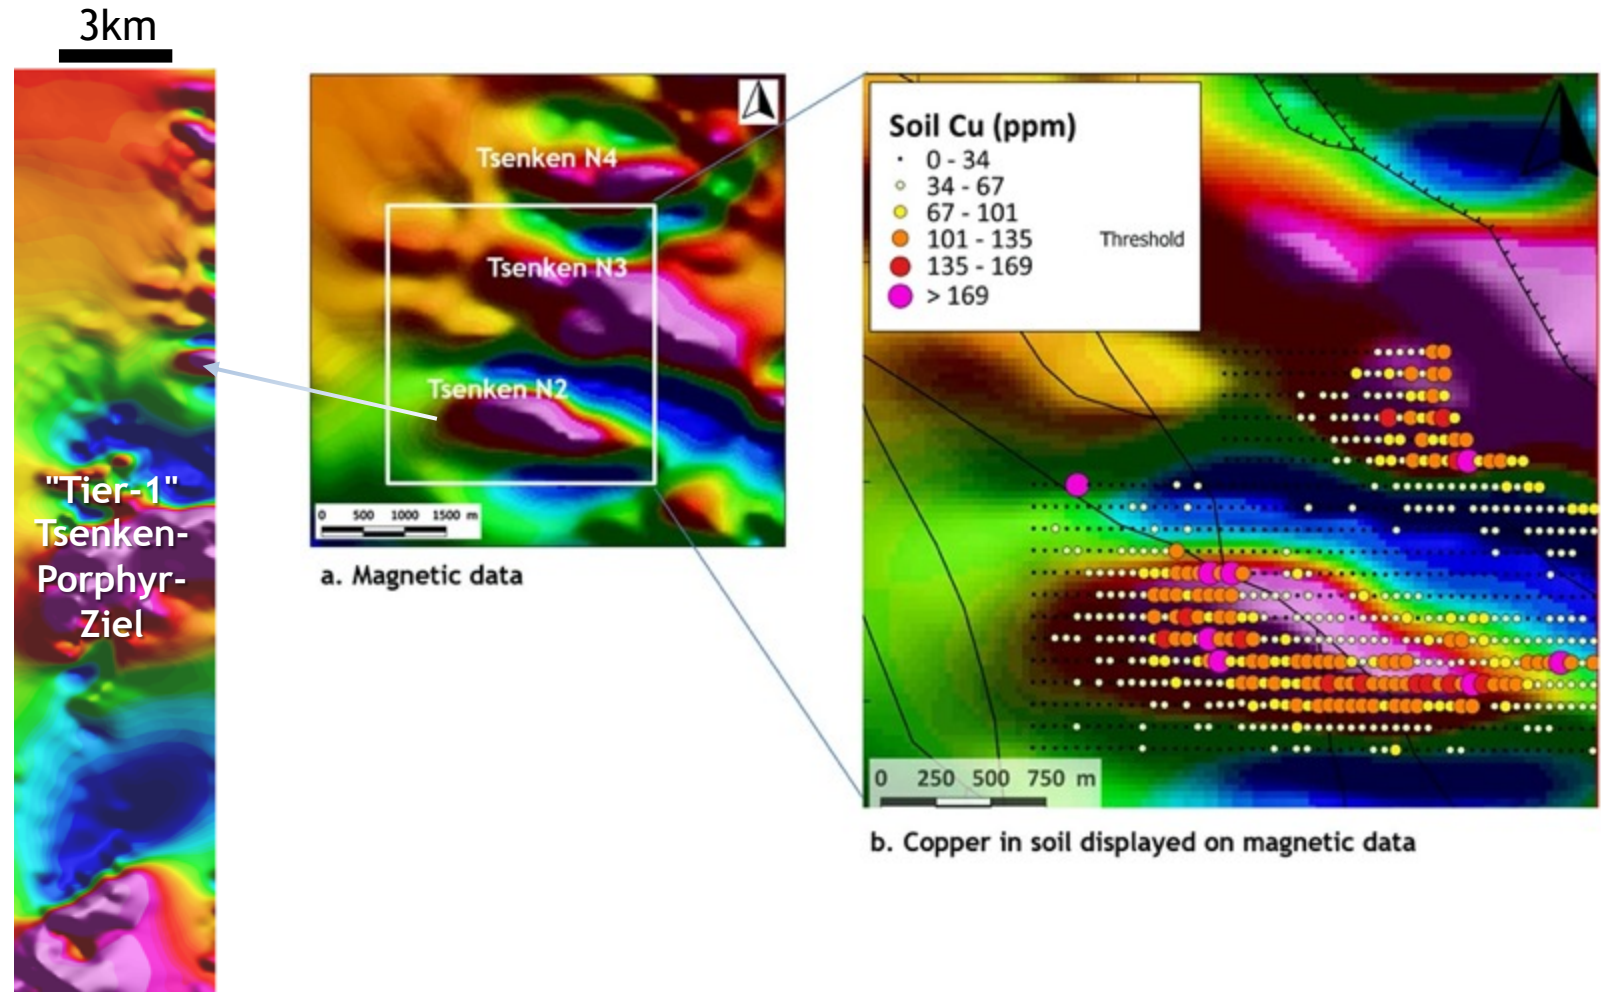 3km
"Tier-1"
Tsenken-
Porphyr-
Ziel
Tsenken N4
Tsenken N3
Tsenken N2
0 500 1000 1500 m
a. Magnetic data
Soil Cu (ppm)
0 - 34
34 - 67
67 - 101
101 - 135
Threshold
135 - 169
> 169
0 250 500 750 m
b. Copper in soil displayed on magnetic data